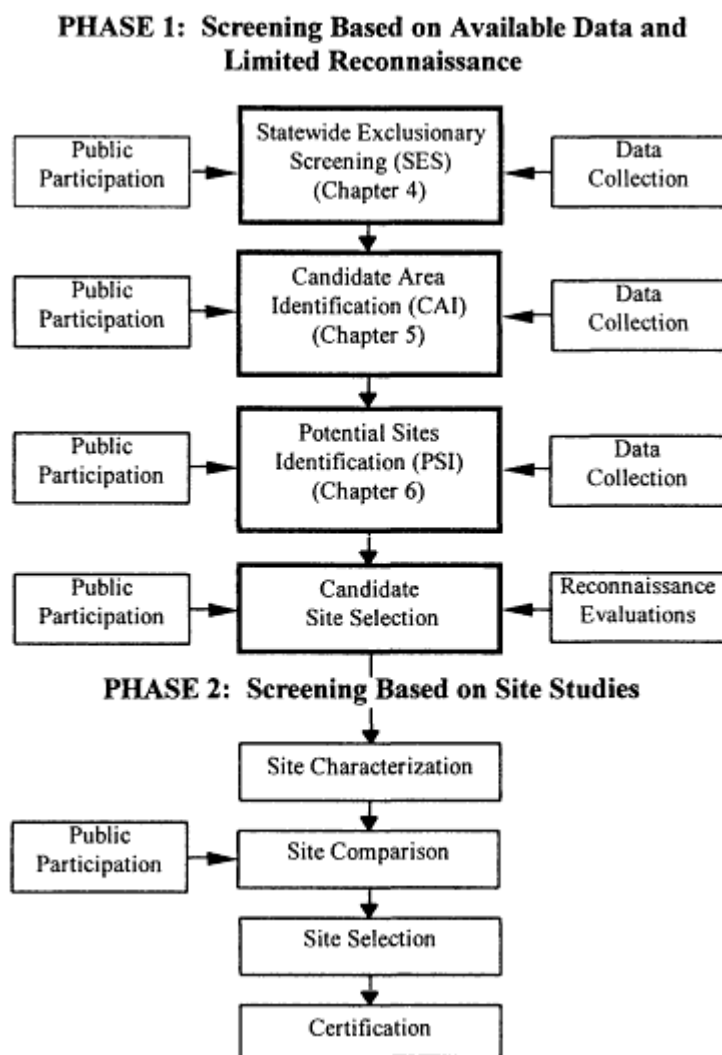 PHASE 1: Screening Based on Available Data and
Limited Reconnaissance
Public
Participation
Statewide Exclusionary
Screening (SES)
(Chapter 4)
Data
Collection
Public
Participation
Candidate Area
Identification (CAI)
(Chapter 5)
Data
Collection
Public
Participation
Potential Sites
Identification (PSI)
(Chapter 6)
Data
Collection
Public
Participation
Candidate
Site Selection
Reconnaissance
Evaluations
PHASE 2: Screening Based on Site Studies
Site Characterization
Public
Participation
Site Comparison
Site Selection
Certification